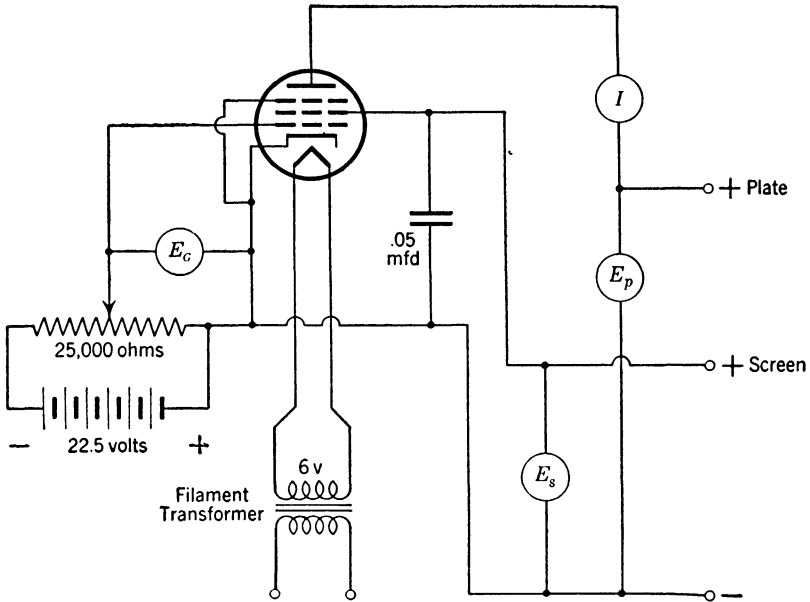 I
+ Plate
E_G
.05
mfd
E_p
25,000 ohms
+ Screen
− 22.5 volts +
6 v
E_s
Filament
Transformer
−